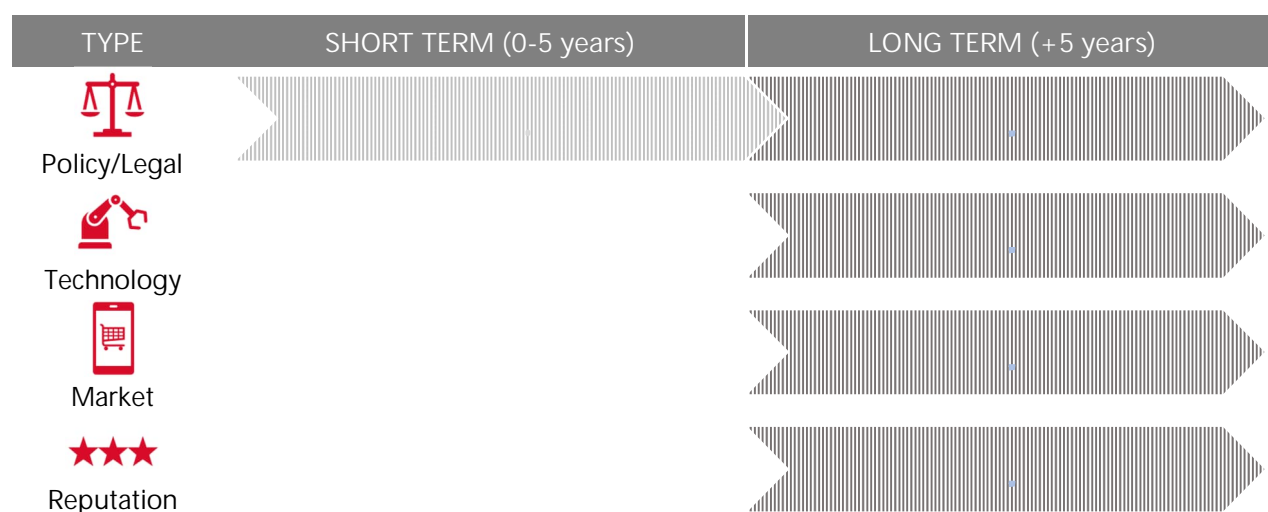 TYPE SHORT TERM (0-5 years) LONG TERM (+5 years)
Policy/Legal
Technology
Market
Reputation